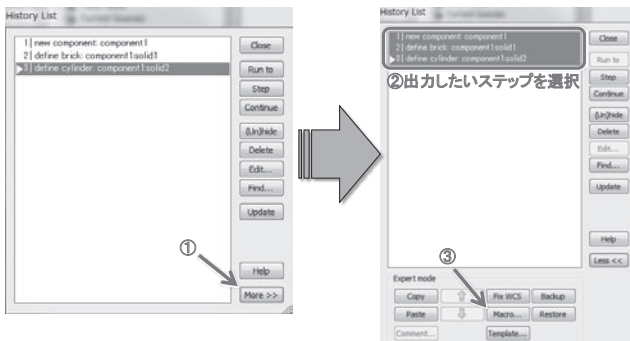 History List
1| new component: component1
2| define brick: component1:solid1
3| define cylinder: component1:solid2
Close
Run to
Step
Continue
(Un)hide
Delete
Edit...
Find...
Update
①
Help
More >>
History List
1| new component: component1
2| define brick: component1:solid1
3| define cylinder: component1:solid2
②出力したいステップを選択
Close
Run to
Step
Continue
(Un)hide
Delete
Edit...
Find...
Update
Help
Less <<
③
Expert mode
Copy
Fix WCS
Backup
Paste
Macro...
Restore
Comment...
Template...